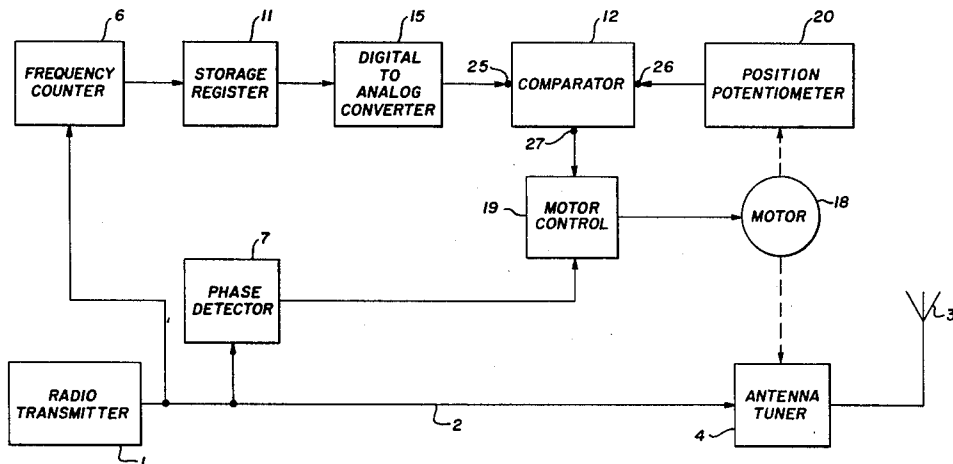 6
FREQUENCY
COUNTER
11
STORAGE
REGISTER
15
DIGITAL
TO
ANALOG
CONVERTER
12
25
COMPARATOR
26
27
20
POSITION
POTENTIOMETER
19
MOTOR
CONTROL
MOTOR
18
7
PHASE
DETECTOR
3
RADIO
TRANSMITTER
1
2
ANTENNA
TUNER
4